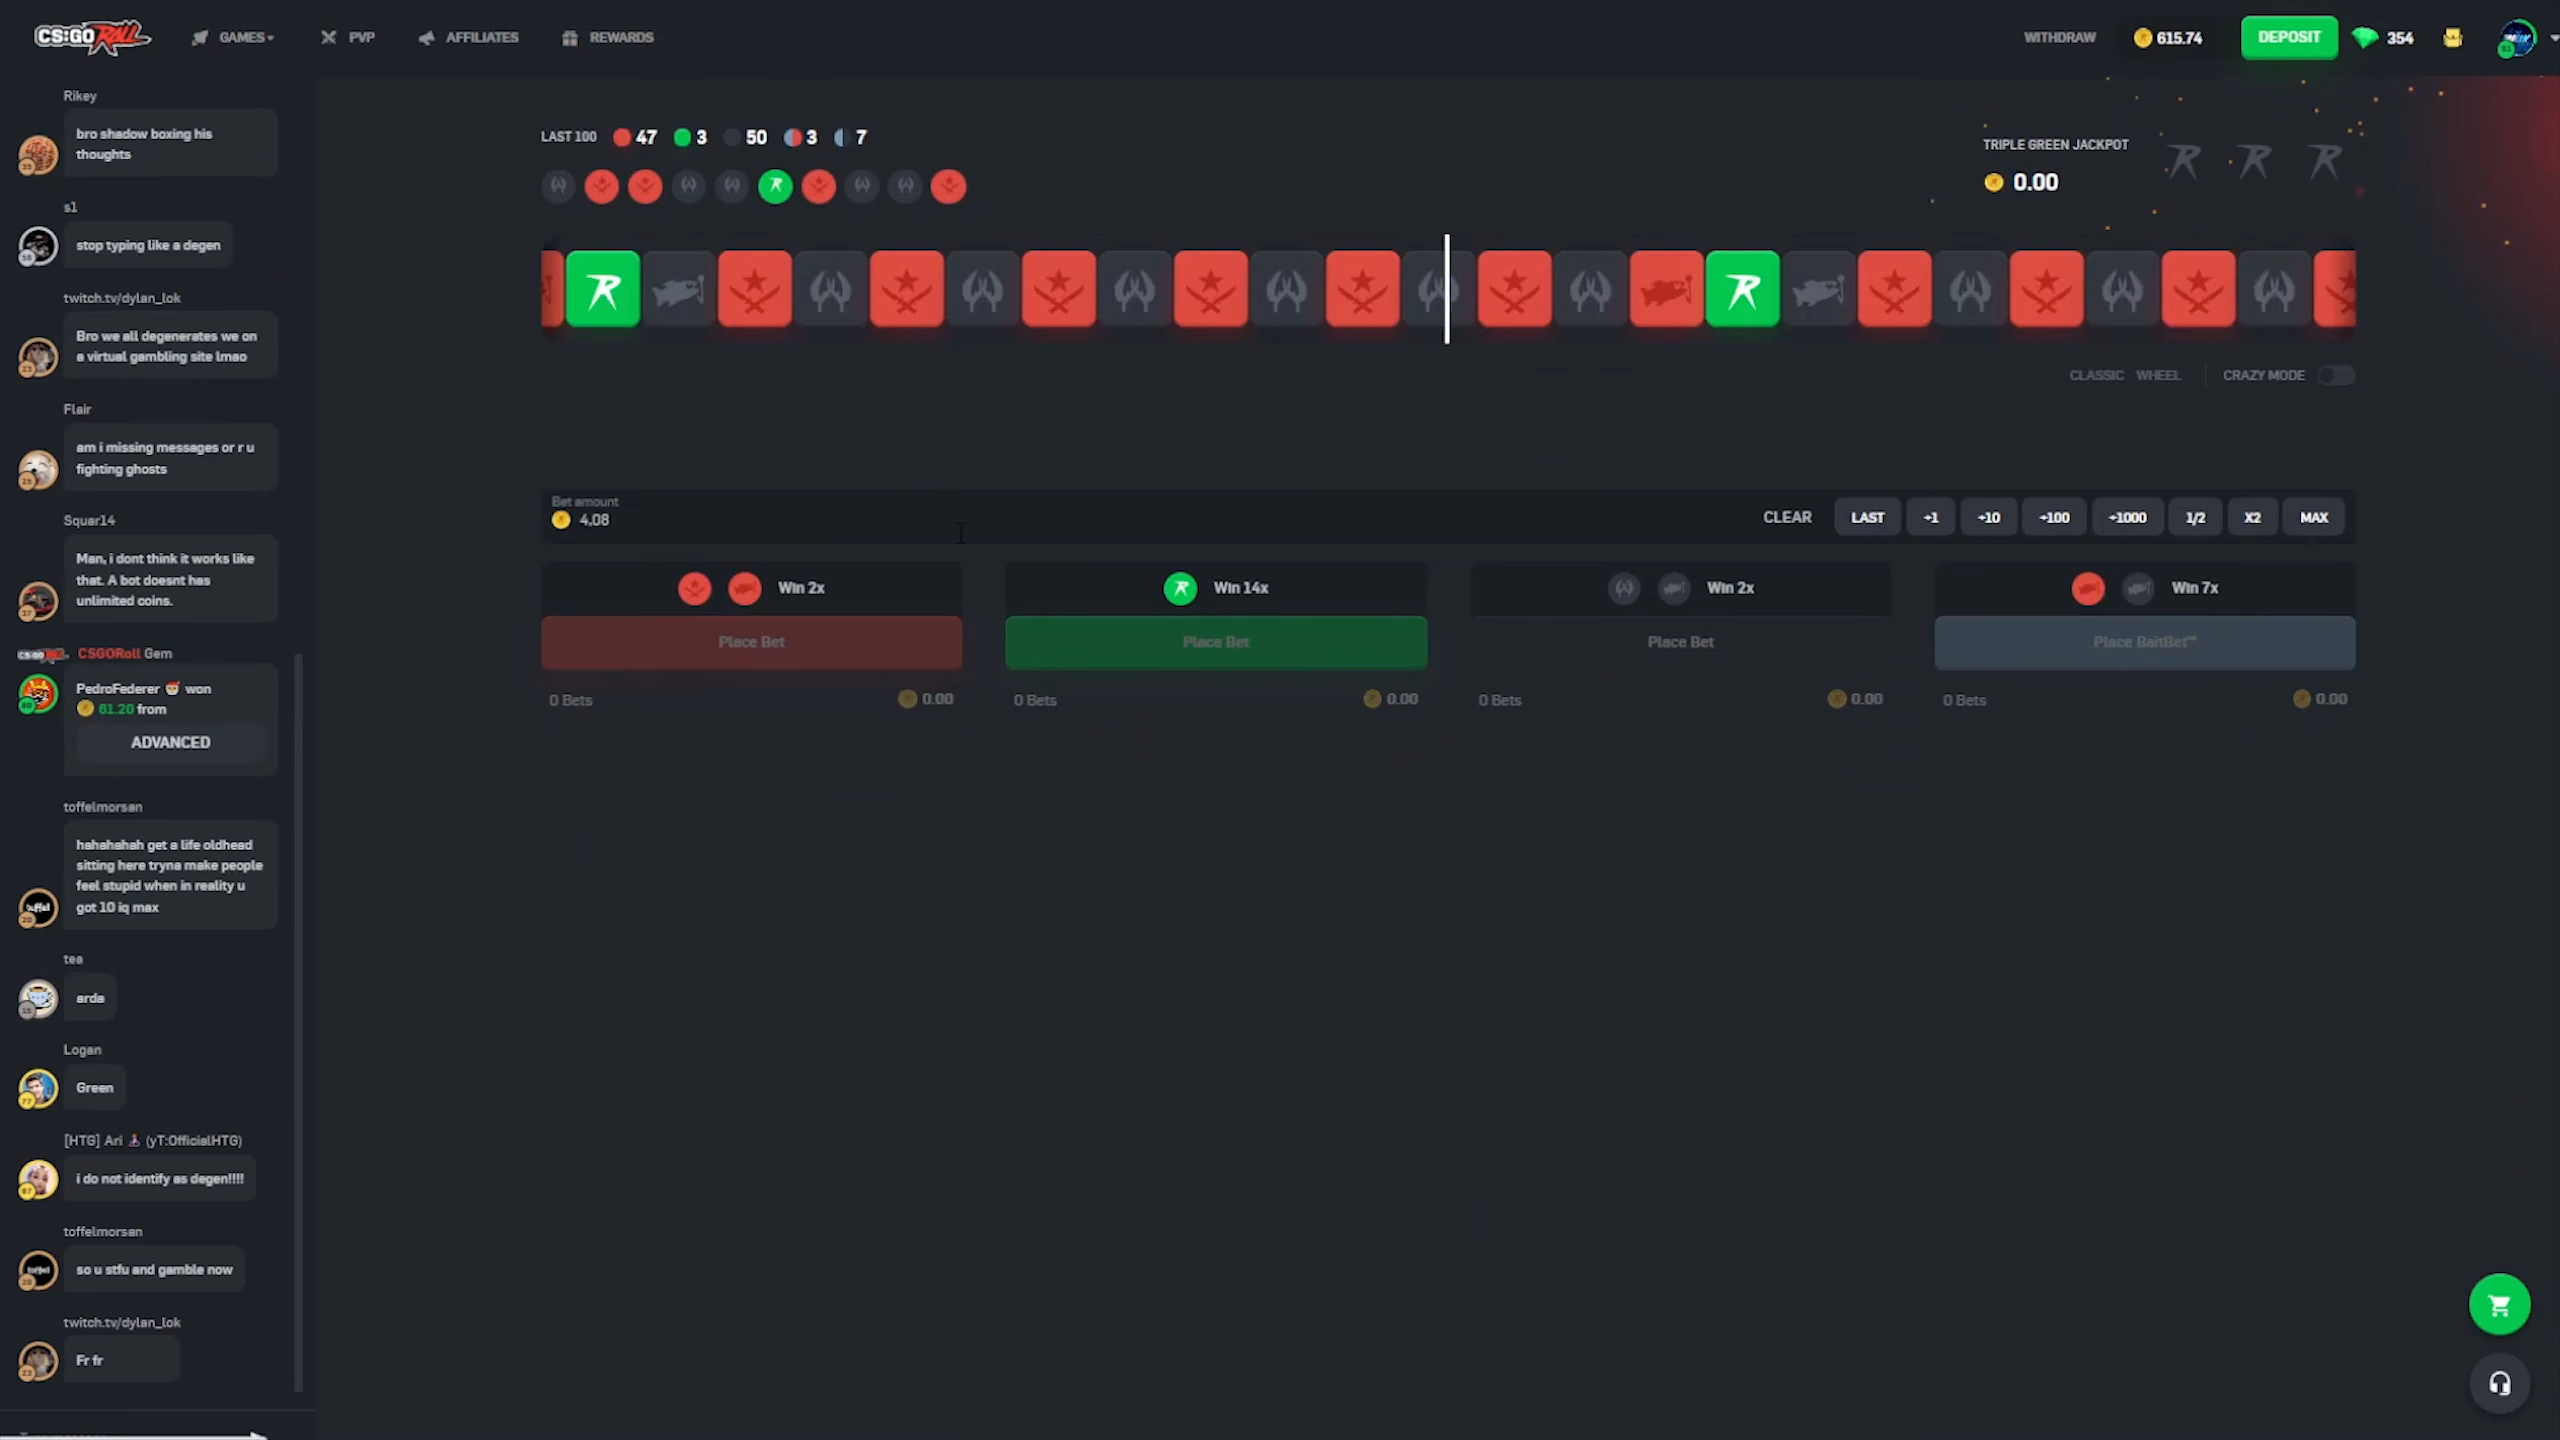 CS:GO ROLL
GAMES
PVP
AFFILIATES
REWARDS
WITHDRAW
615.74
DEPOSIT
354
Rikey
bro shadow boxing his
thoughts
s1
stop typing like a degen
twitch.tv/dylan_lok
Bro we all degenerates we on
a virtual gambling site lmao
Flair
am i missing messages or r u
fighting ghosts
Squar14
Man, i dont think it works like
that. A bot doesnt has
unlimited coins.
CSGORoll Gem
PedroFederer won
61.20 from
ADVANCED
toffelmorsan
hahahahah get a life oldhead
sitting here tryna make people
feel stupid when in reality u
got 10 iq max
tea
arda
Logan
Green
[HTG] Ari (yT:OfficialHTG)
i do not identify as degen!!!!
toffelmorsan
so u stfu and gamble now
twitch.tv/dylan_lok
Fr fr
LAST 100 47 3 50 3 7
TRIPLE GREEN JACKPOT
0.00
CLASSIC WHEEL CRAZY MODE
Bet amount
4,08
CLEAR LAST +1 +10 +100 +1000 1/2 X2 MAX
Win 2x
Place Bet
0 Bets 0.00
Win 14x
Place Bet
0 Bets 0.00
Win 2x
Place Bet
0 Bets 0.00
Win 7x
Place BaitBet™
0 Bets 0.00